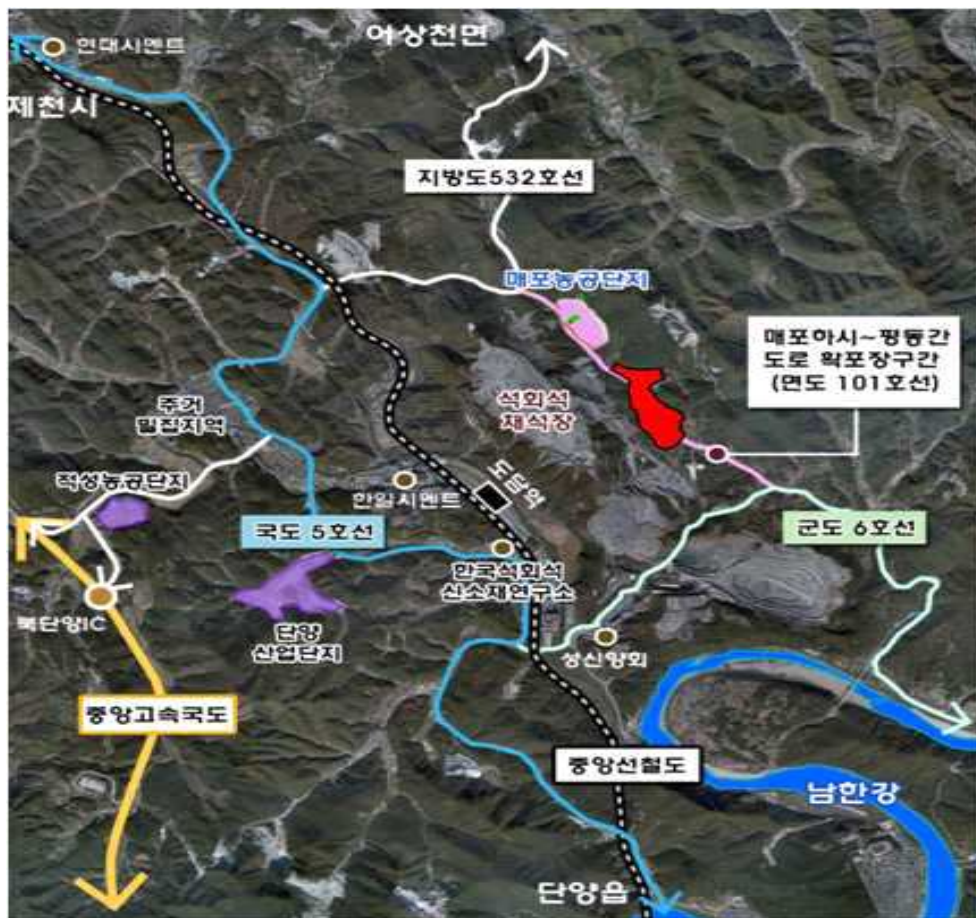 현대시멘트
어상천면
제천시
지방도532호선
매포농공단지
매포하시~평동간
도로 확포장구간
(면도 101호선)
석회석
채석장
주거
밀집지역
적성농공단지
한일시멘트
도담역
국도 5호선
군도 6호선
한국석회석
신소재연구소
북단양IC
단양
산업단지
성신양회
중앙고속국도
중앙선철도
남한강
단양읍